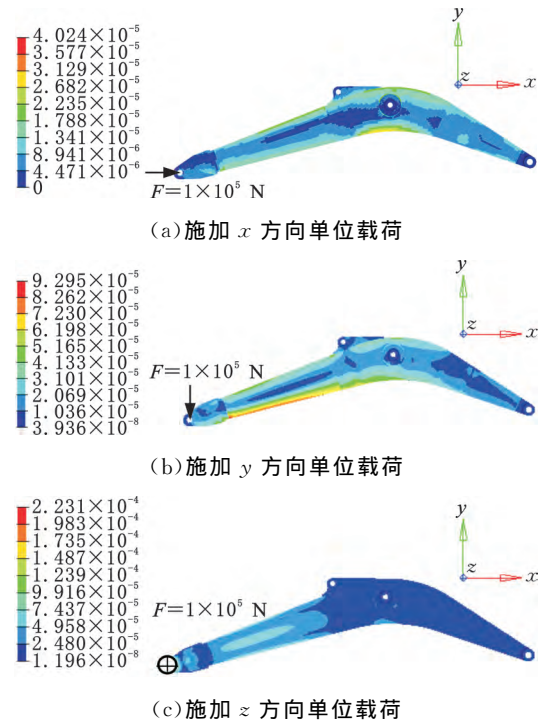 4.024×10⁻⁵
3.577×10⁻⁵
3.129×10⁻⁵
2.682×10⁻⁵
2.235×10⁻⁵
1.788×10⁻⁵
1.341×10⁻⁵
8.941×10⁻⁶
4.471×10⁻⁶
0
y
z
x
F=1×10⁵ N
(a)施加 x 方向单位载荷
9.295×10⁻⁵
8.262×10⁻⁵
7.230×10⁻⁵
6.198×10⁻⁵
5.165×10⁻⁵
4.133×10⁻⁵
3.101×10⁻⁵
2.069×10⁻⁵
1.036×10⁻⁵
3.936×10⁻⁸
y
z
x
F=1×10⁵ N
(b)施加 y 方向单位载荷
2.231×10⁻⁴
1.983×10⁻⁴
1.735×10⁻⁴
1.487×10⁻⁴
1.239×10⁻⁴
9.916×10⁻⁵
7.437×10⁻⁵
4.958×10⁻⁵
2.480×10⁻⁵
1.196×10⁻⁸
y
z
x
F=1×10⁵ N
(c)施加 z 方向单位载荷